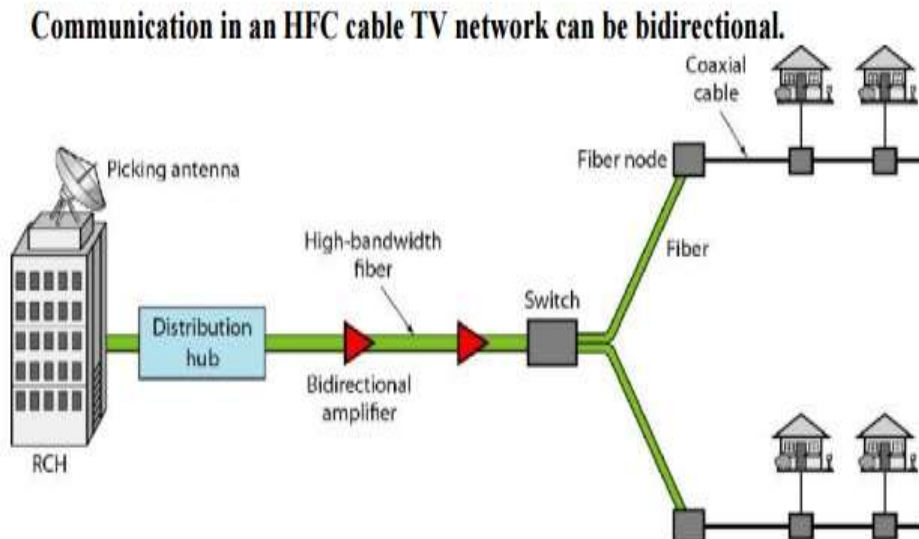 Communication in an HFC cable TV network can be bidirectional.
Coaxial
cable
Picking antenna
Fiber node
High-bandwidth
fiber
Fiber
Switch
Distribution
hub
Bidirectional
amplifier
RCH